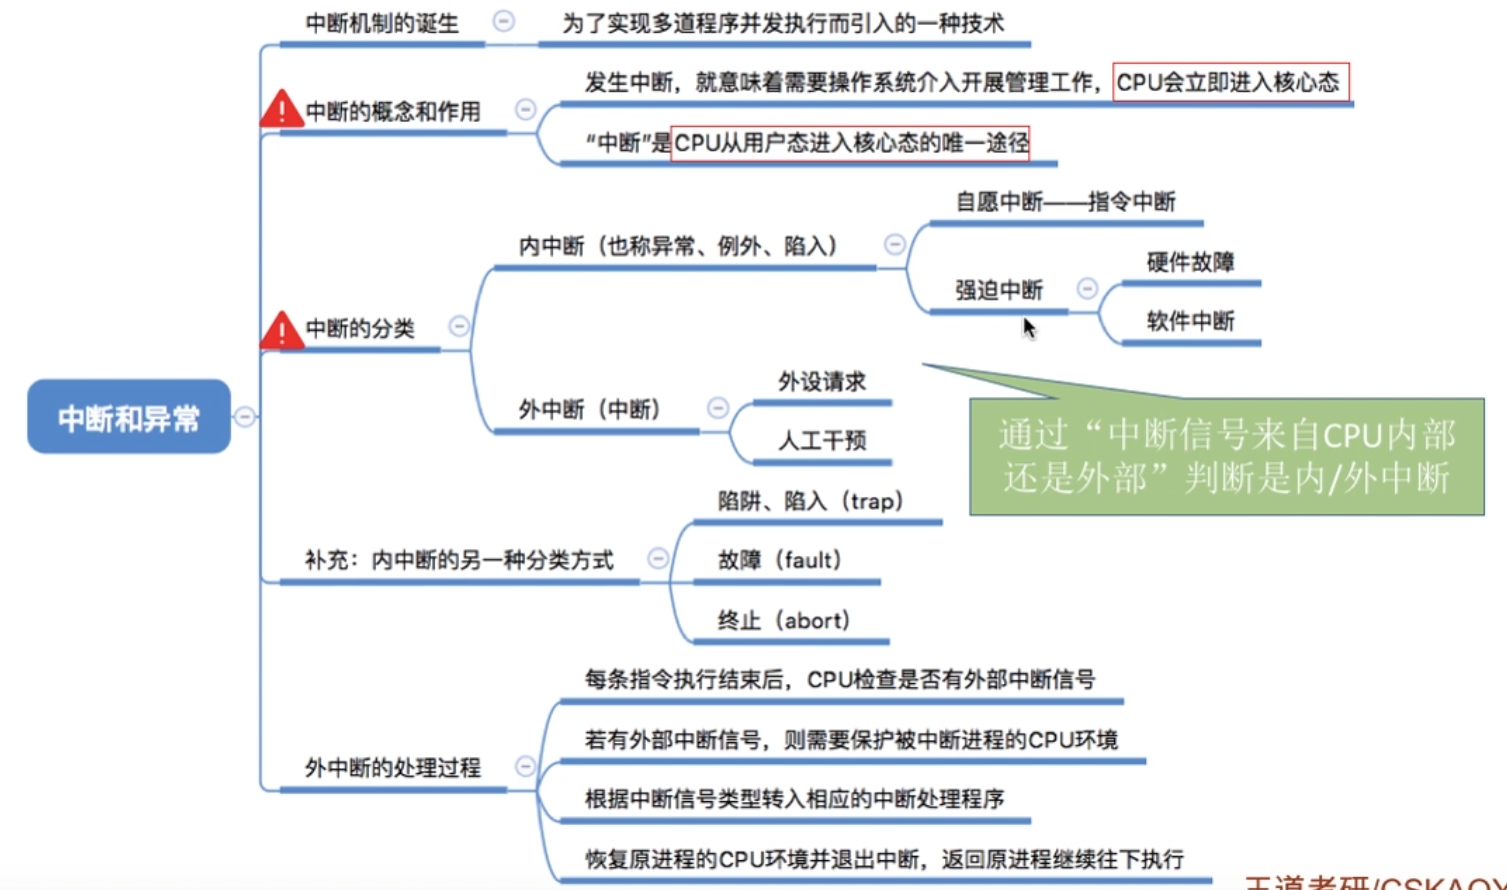 中断机制的诞生
为了实现多道程序并发执行而引入的一种技术
中断的概念和作用
发生中断，就意味着需要操作系统介入开展管理工作，CPU会立即进入核心态
“中断”是CPU从用户态进入核心态的唯一途径
中断和异常
中断的分类
内中断（也称异常、例外、陷入）
自愿中断——指令中断
强迫中断
硬件故障
软件中断
外中断（中断）
外设请求
人工干预
通过“中断信号来自CPU内部
还是外部”判断是内/外中断
补充：内中断的另一种分类方式
陷阱、陷入（trap）
故障（fault）
终止（abort）
外中断的处理过程
每条指令执行结束后，CPU检查是否有外部中断信号
若有外部中断信号，则需要保护被中断进程的CPU环境
根据中断信号类型转入相应的中断处理程序
恢复原进程的CPU环境并退出中断，返回原进程继续往下执行
王道考研/CSKAOY